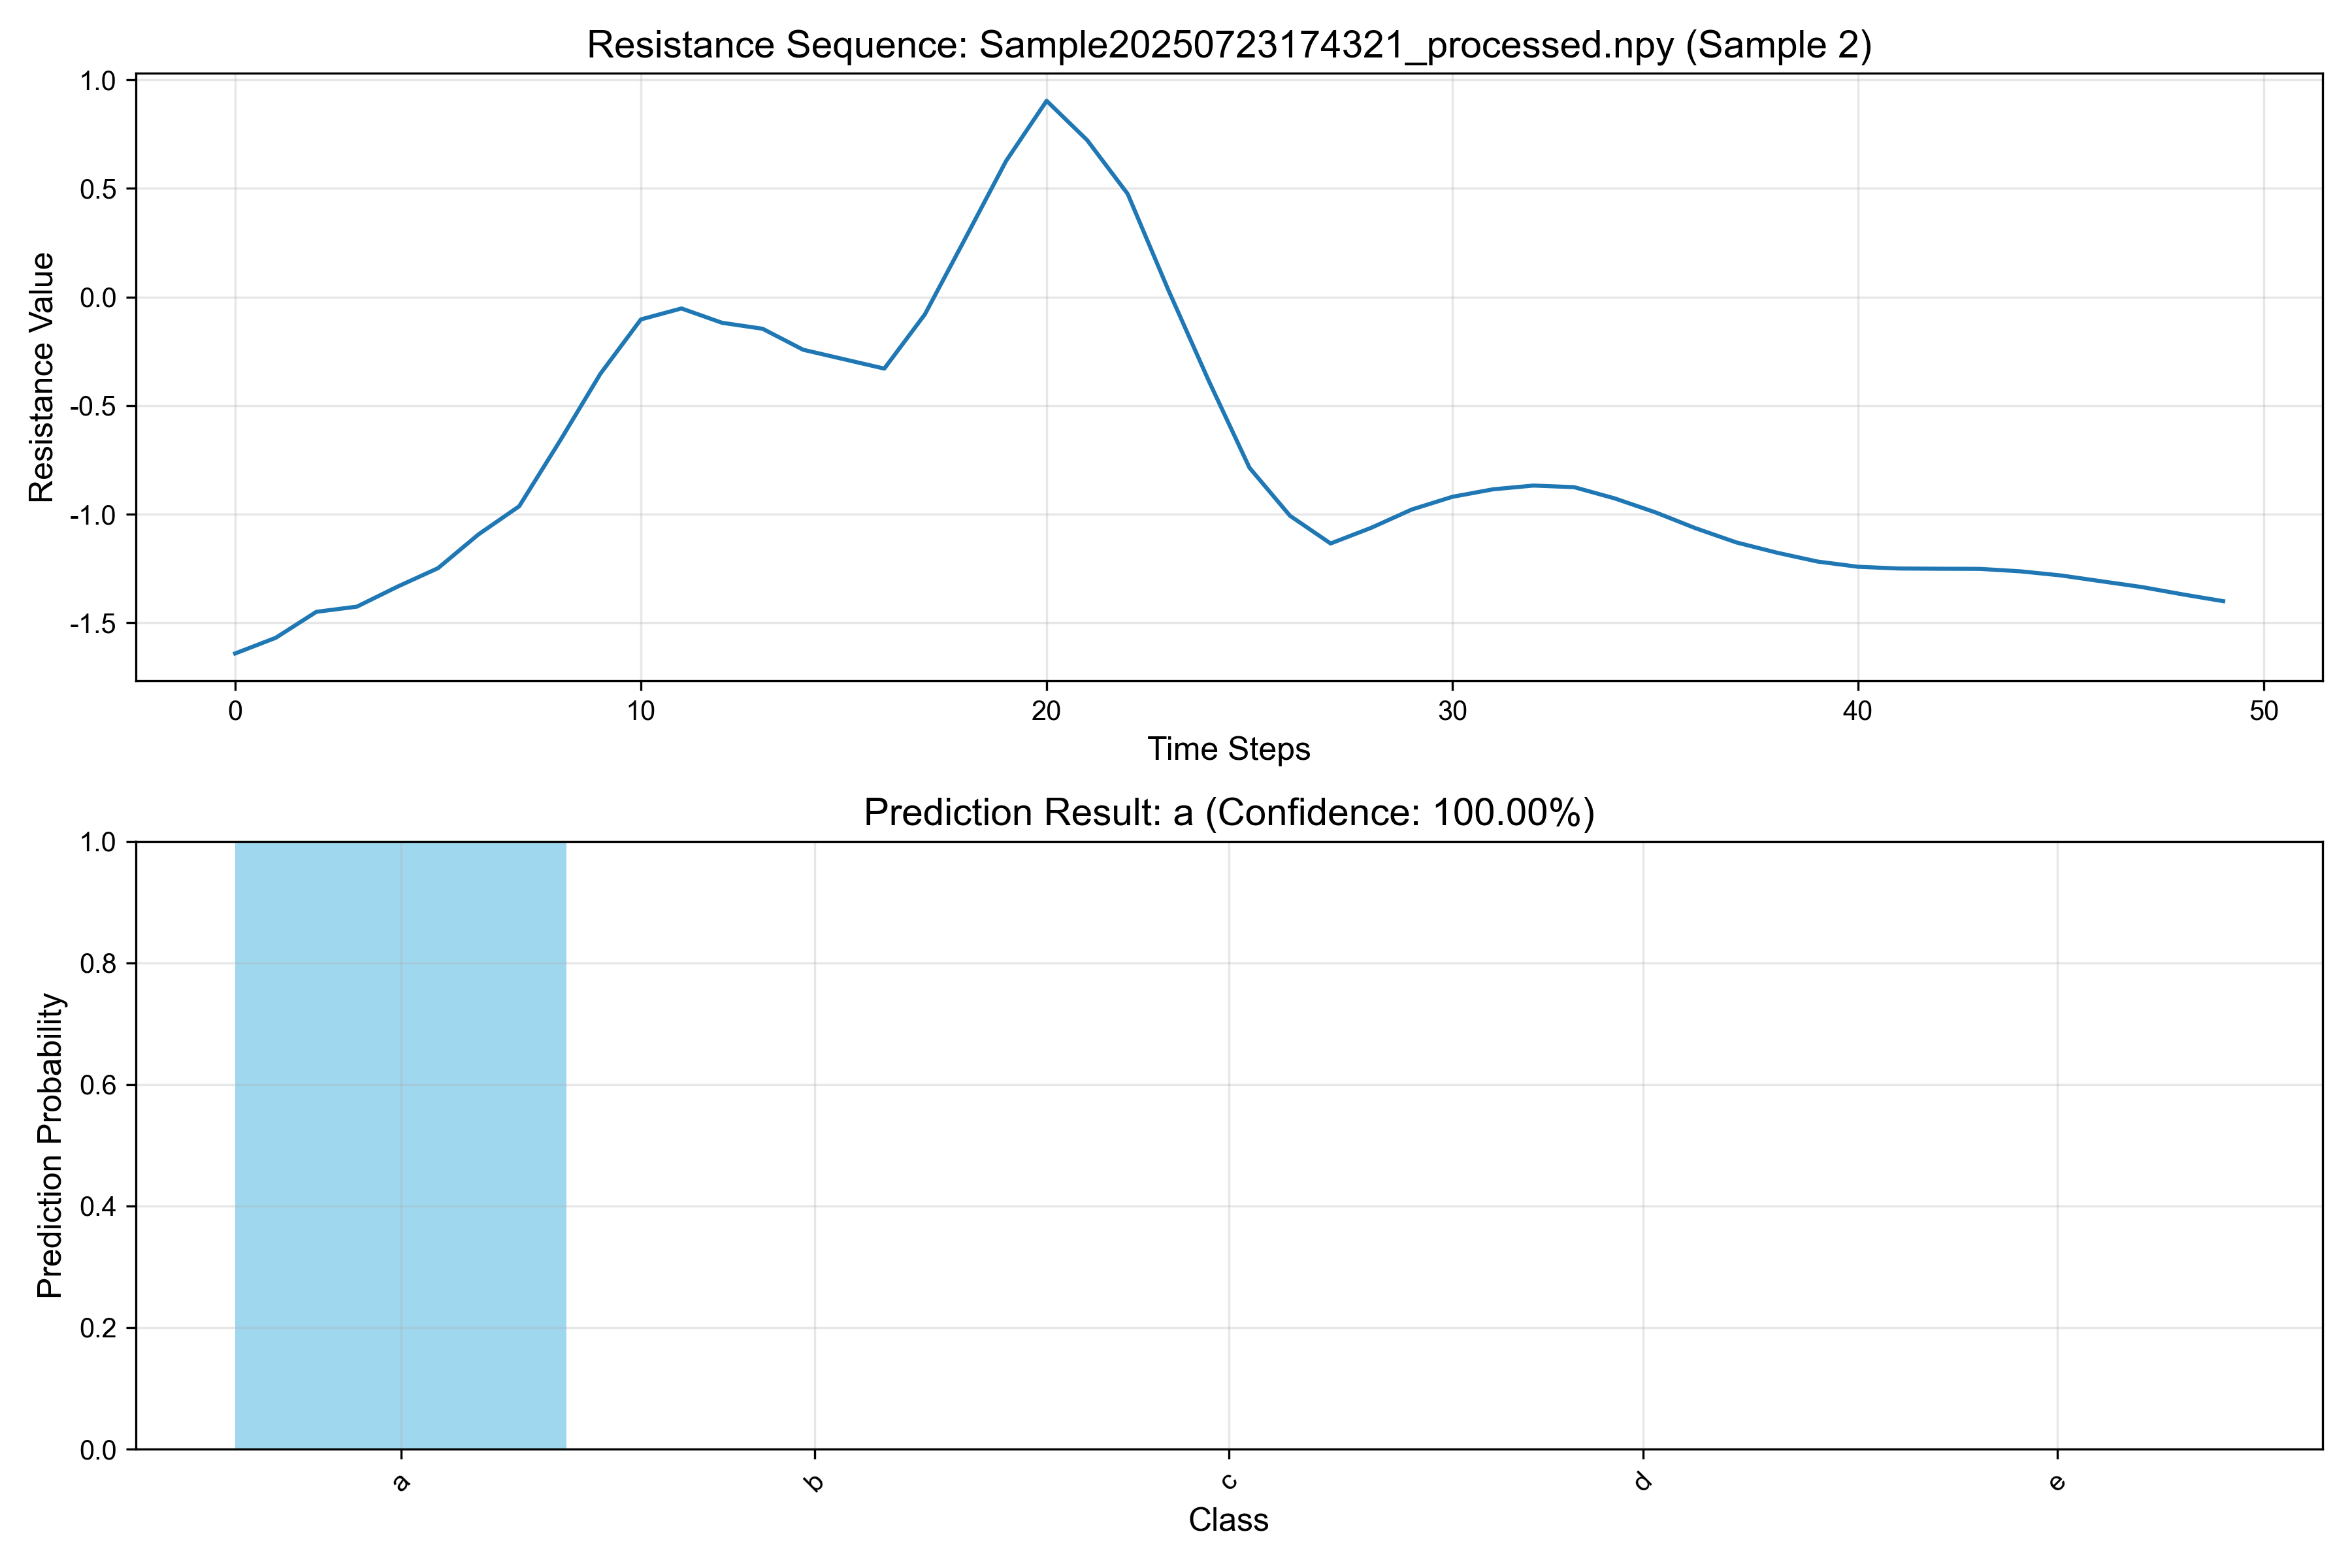 Resistance Sequence: Sample20250723174321_processed.npy (Sample 2)
1.0
0.5
0.0
-0.5
-1.0
-1.5
Resistance Value
0 10 20 30 40 50
Time Steps
Prediction Result: a (Confidence: 100.00%)
1.0
0.8
0.6
0.4
0.2
0.0
Prediction Probability
a b c d e
Class